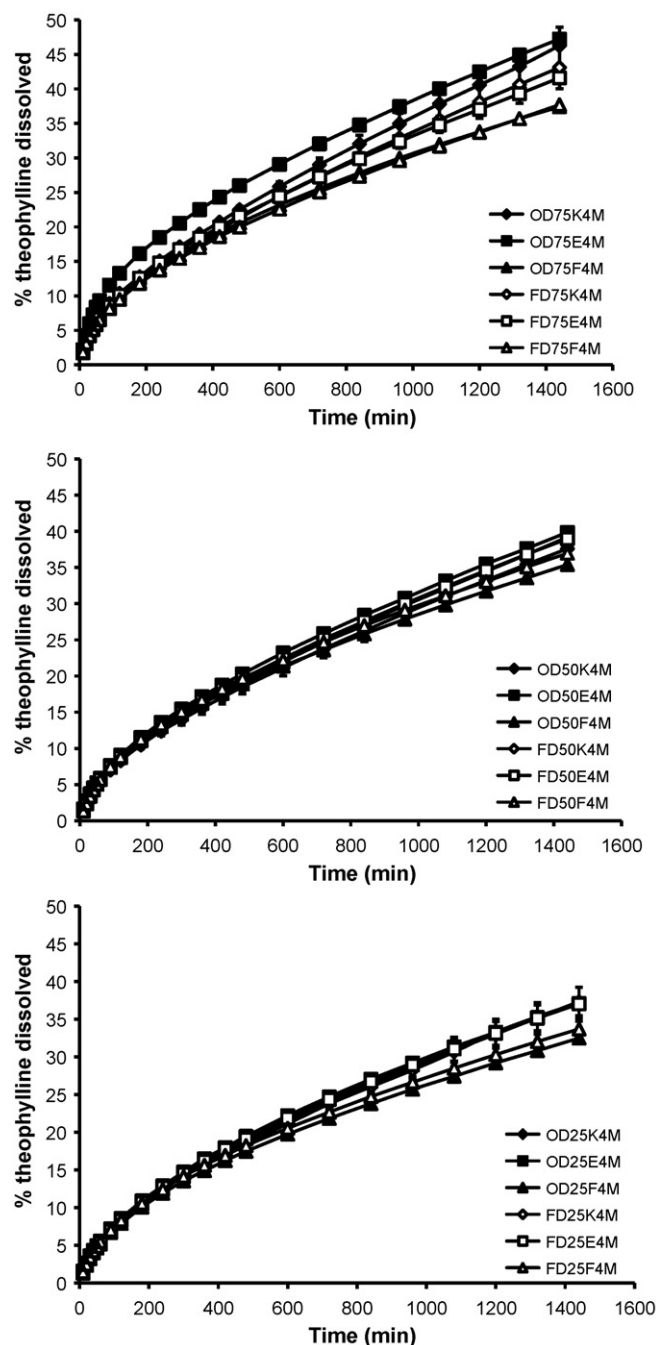 % theophylline dissolved
50
45
40
35
30
25
20
15
10
5
0
OD75K4M
OD75E4M
OD75F4M
FD75K4M
FD75E4M
FD75F4M
0 200 400 600 800 1000 1200 1400 1600
Time (min)
% theophylline dissolved
50
45
40
35
30
25
20
15
10
5
0
OD50K4M
OD50E4M
OD50F4M
FD50K4M
FD50E4M
FD50F4M
0 200 400 600 800 1000 1200 1400 1600
Time (min)
% theophylline dissolved
50
45
40
35
30
25
20
15
10
5
0
OD25K4M
OD25E4M
OD25F4M
FD25K4M
FD25E4M
FD25F4M
0 200 400 600 800 1000 1200 1400 1600
Time (min)